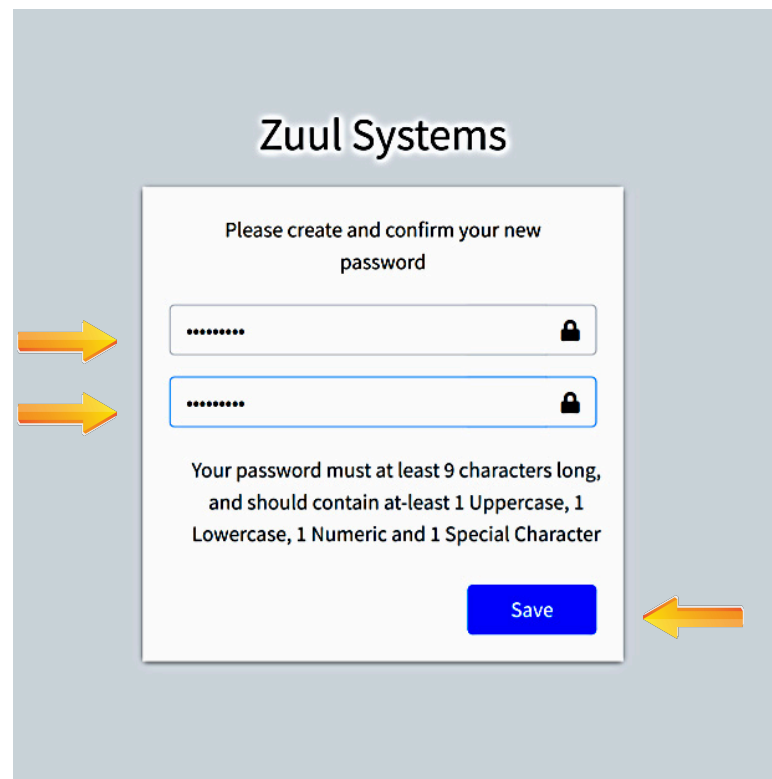 Zuul Systems
Please create and confirm your new
password
•••••••••
•••••••••
Your password must at least 9 characters long,
and should contain at-least 1 Uppercase, 1
Lowercase, 1 Numeric and 1 Special Character
Save